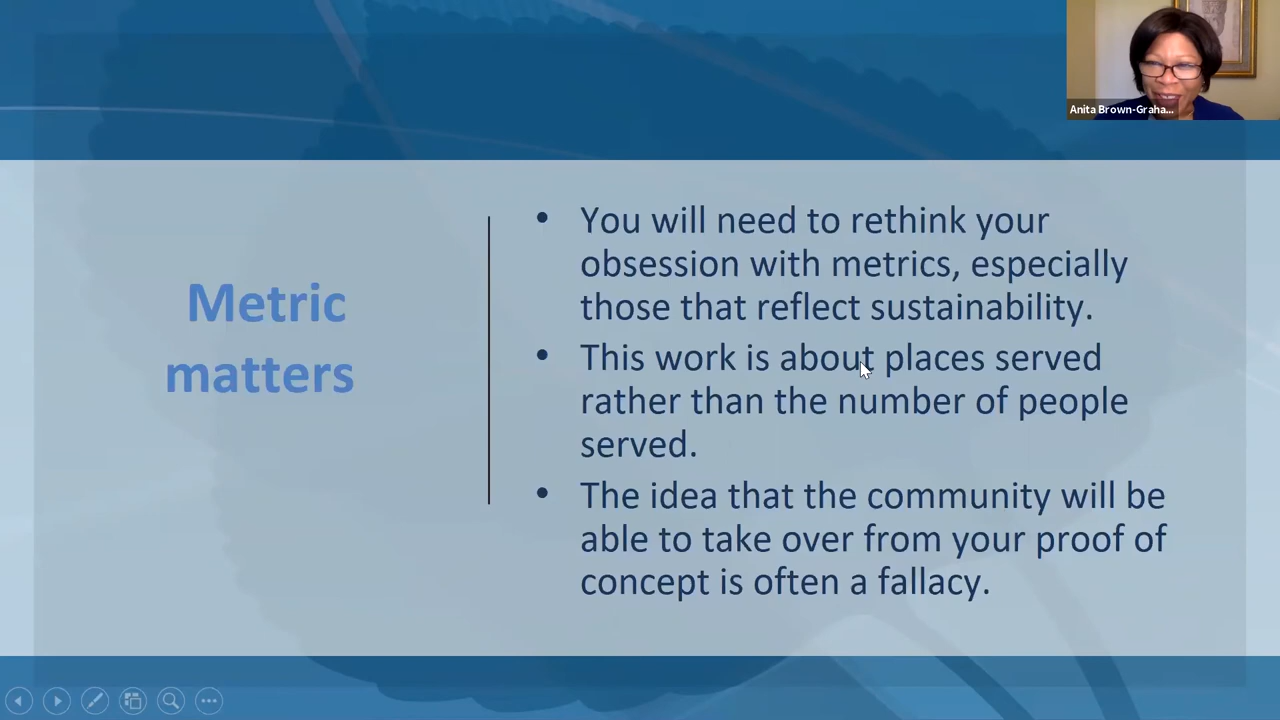 Anita Brown-Graha...
Metric
matters
• You will need to rethink your
obsession with metrics, especially
those that reflect sustainability.
• This work is about places served
rather than the number of people
served.
• The idea that the community will be
able to take over from your proof of
concept is often a fallacy.